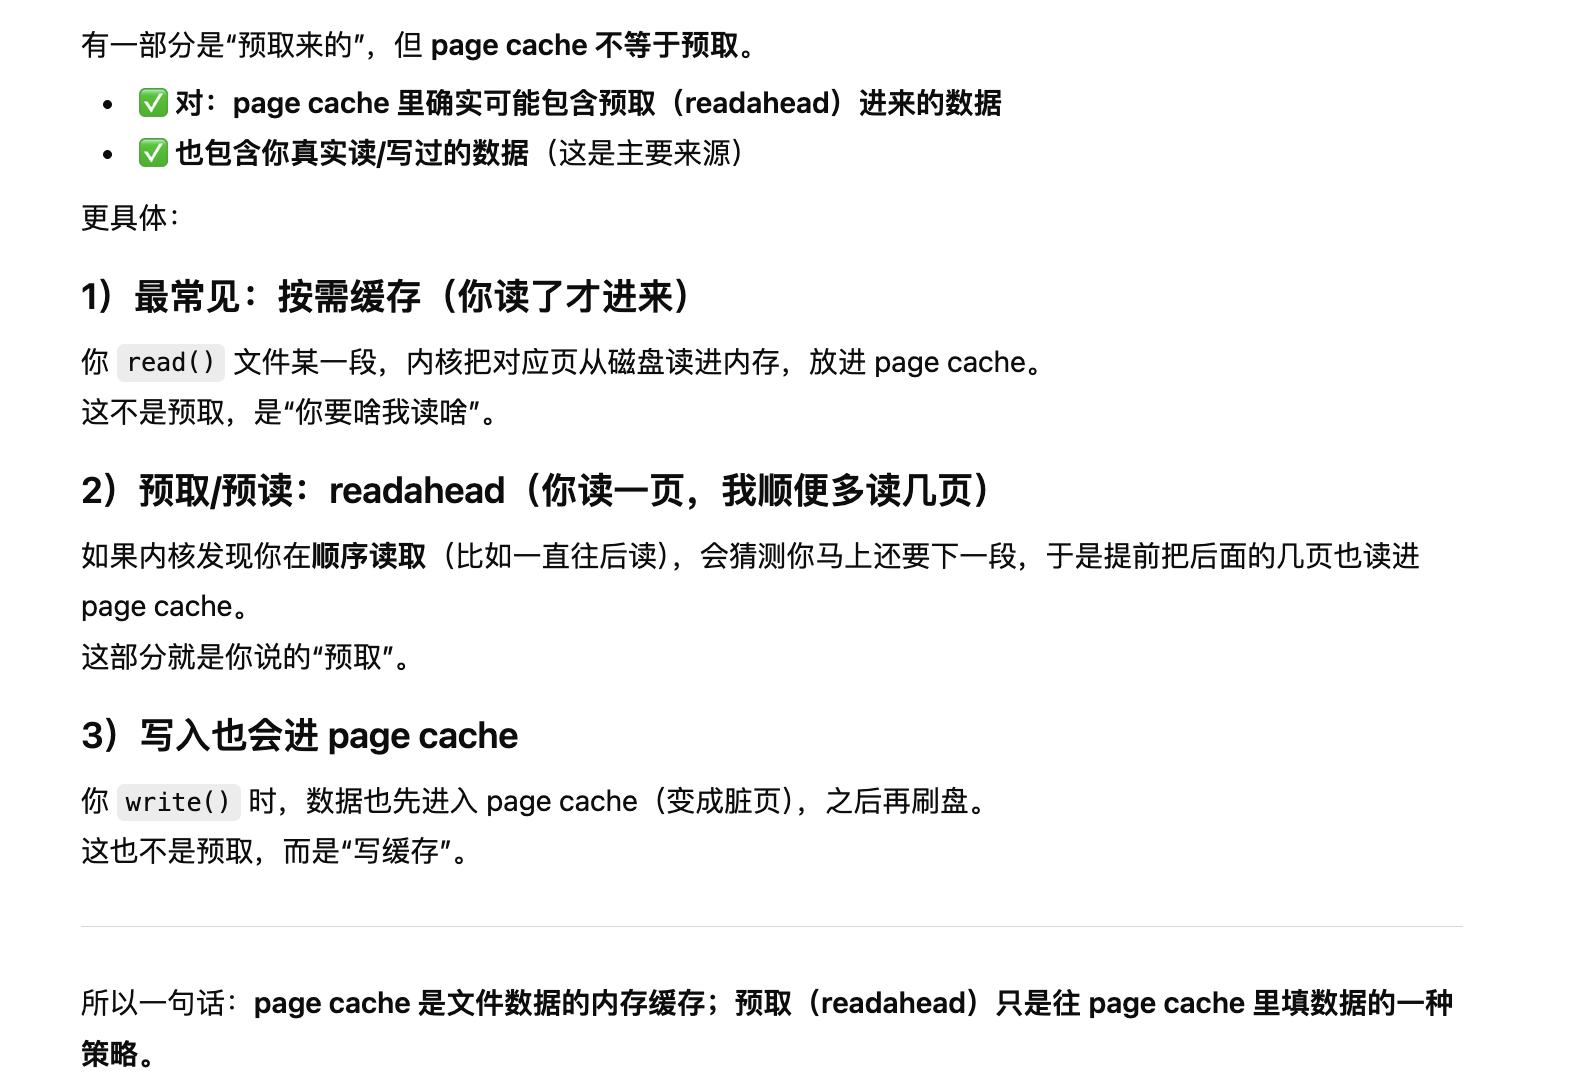 有一部分是“预取来的”，但 page cache 不等于预取。
• ✅ 对：page cache 里确实可能包含预取（readahead）进来的数据
• ✅ 也包含你真实读/写过的数据（这是主要来源）
更具体：
1）最常见：按需缓存（你读了才进来）
你 read() 文件某一段，内核把对应页从磁盘读进内存，放进 page cache。
这不是预取，是“你要啥我读啥”。
2）预取/预读：readahead（你读一页，我顺便多读几页）
如果内核发现你在顺序读取（比如一直往后读），会猜测你马上还要下一段，于是提前把后面的几页也读进
page cache。
这部分就是你说的“预取”。
3）写入也会进 page cache
你 write() 时，数据也先进入 page cache（变成脏页），之后再刷盘。
这也不是预取，而是“写缓存”。
所以一句话：page cache 是文件数据的内存缓存；预取（readahead）只是往 page cache 里填数据的一种
策略。